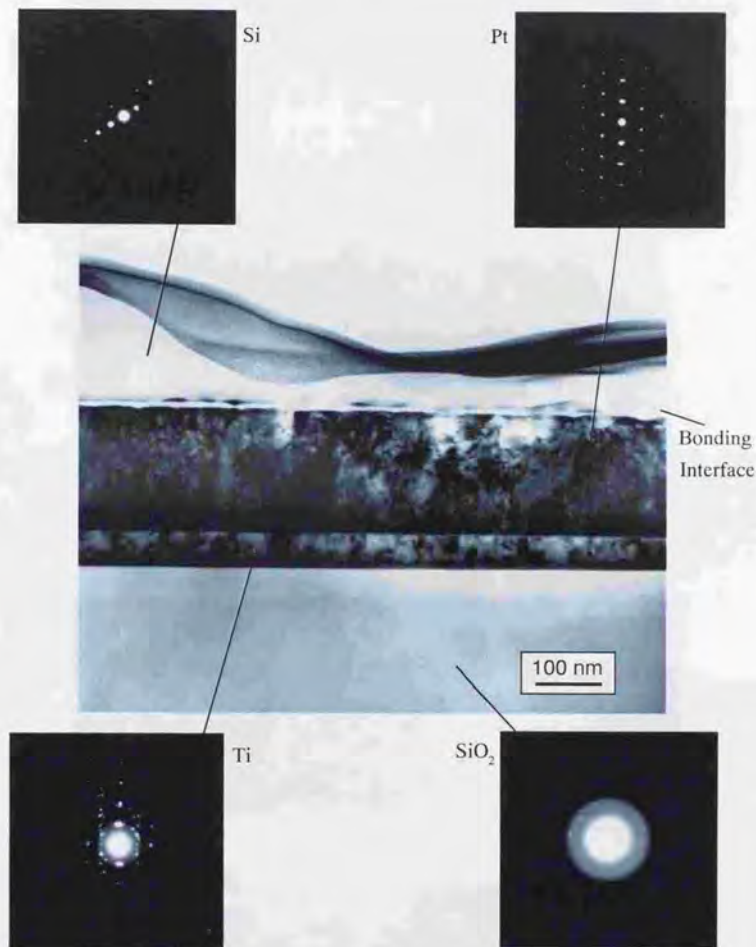 Si
Pt
Bonding
Interface
100 nm
Ti
SiO₂